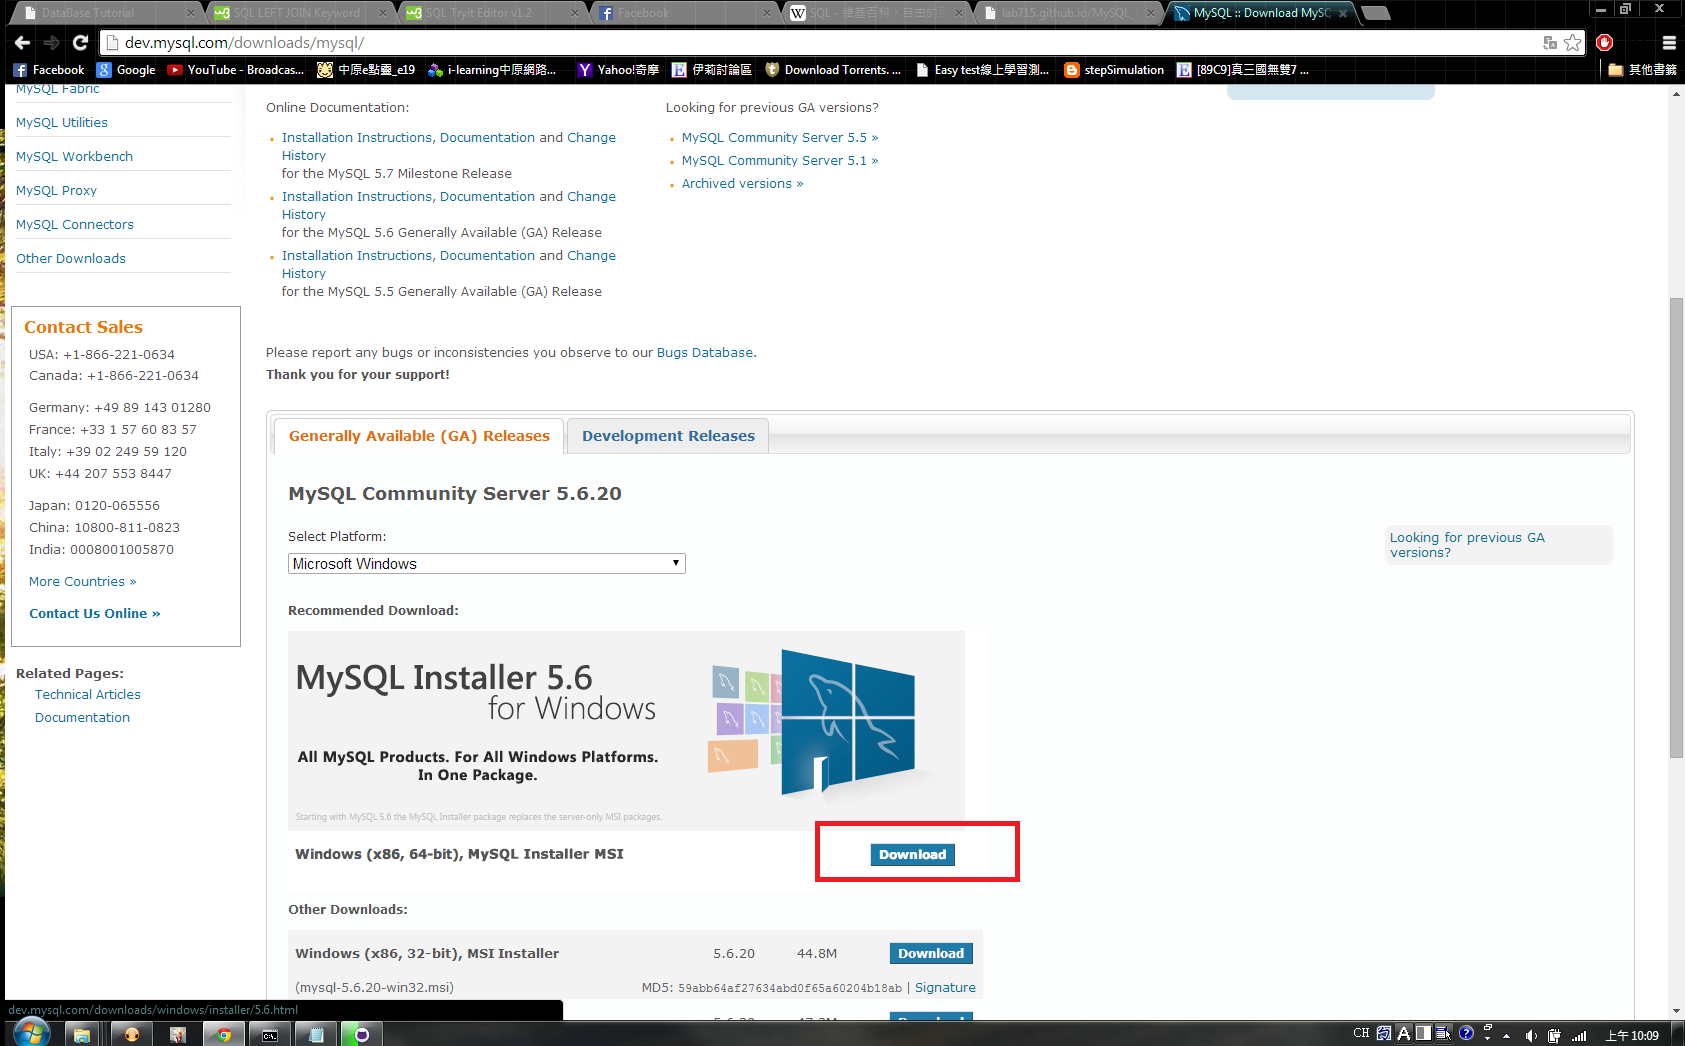 DataBase Tutorial
SQL LEFT JOIN Keyword
SQL Tryit Editor v1.2
Facebook
SQL - 維基百科，自由的
lab715.github.io/MySQL_
MySQL :: Download MySC
dev.mysql.com/downloads/mysql/
Facebook
Google
YouTube - Broadcas...
中原e點靈_e19
i-learning中原網路...
Yahoo!奇摩
伊莉討論區
Download Torrents. ...
Easy test線上學習測...
stepSimulation
[89C9]真三國無雙7 ...
其他書籤
MySQL Fabric
MySQL Utilities
MySQL Workbench
MySQL Proxy
MySQL Connectors
Other Downloads
Contact Sales
USA: +1-866-221-0634
Canada: +1-866-221-0634
Germany: +49 89 143 01280
France: +33 1 57 60 83 57
Italy: +39 02 249 59 120
UK: +44 207 553 8447
Japan: 0120-065556
China: 10800-811-0823
India: 0008001005870
More Countries »
Contact Us Online »
Related Pages:
Technical Articles
Documentation
Online Documentation:
Installation Instructions, Documentation and Change
History
for the MySQL 5.7 Milestone Release
Installation Instructions, Documentation and Change
History
for the MySQL 5.6 Generally Available (GA) Release
Installation Instructions, Documentation and Change
History
for the MySQL 5.5 Generally Available (GA) Release
Looking for previous GA versions?
MySQL Community Server 5.5 »
MySQL Community Server 5.1 »
Archived versions »
Please report any bugs or inconsistencies you observe to our Bugs Database.
Thank you for your support!
Generally Available (GA) Releases
Development Releases
MySQL Community Server 5.6.20
Select Platform:
Microsoft Windows
Looking for previous GA
versions?
Recommended Download:
MySQL Installer 5.6
for Windows
All MySQL Products. For All Windows Platforms.
In One Package.
Starting with MySQL 5.6 the MySQL Installer package replaces the server-only MSI packages.
Windows (x86, 64-bit), MySQL Installer MSI
Download
Other Downloads:
Windows (x86, 32-bit), MSI Installer 5.6.20 44.8M Download
(mysql-5.6.20-win32.msi) MD5: 59abb64af27634abd0f65a60204b18ab | Signature
dev.mysql.com/downloads/windows/installer/5.6.html
CH
上午 10:09